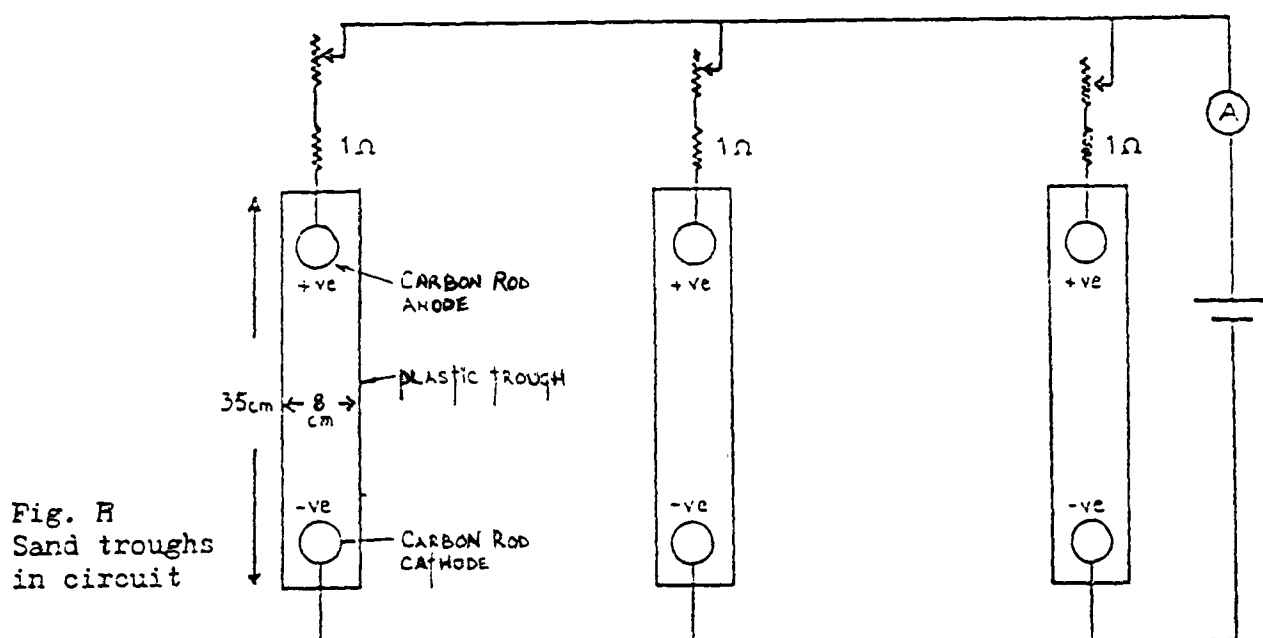 1Ω
1Ω
1Ω
A
+ve
+ve
+ve
CARBON ROD
ANODE
PLASTIC TROUGH
35cm
8
cm
-ve
-ve
-ve
CARBON ROD
CATHODE
Fig. R
Sand troughs
in circuit